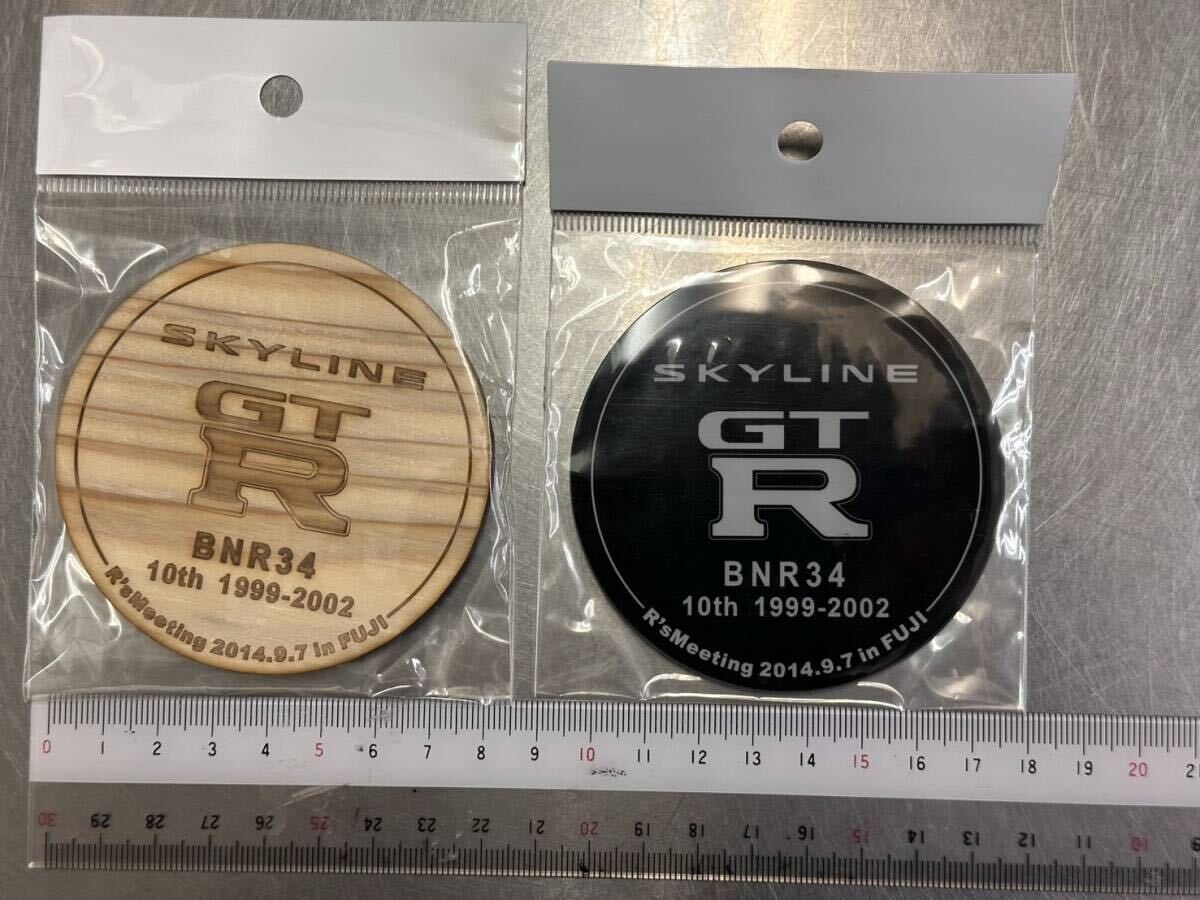 SKYLINE
GT
R
BNR34
10th 1999-2002
R'sMeeting 2014.9.7 in FUJI
SKYLINE
GT
R
BNR34
10th 1999-2002
R'sMeeting 2014.9.7 in FUJI
0 1 2 3 4 5 6 7 8 9 10 11 12 13 14 15 16 17 18 19 20 21
30 29 28 27 26 25 24 23 22 21 20 19 18 17 16 15 14 13 12 11 10 9